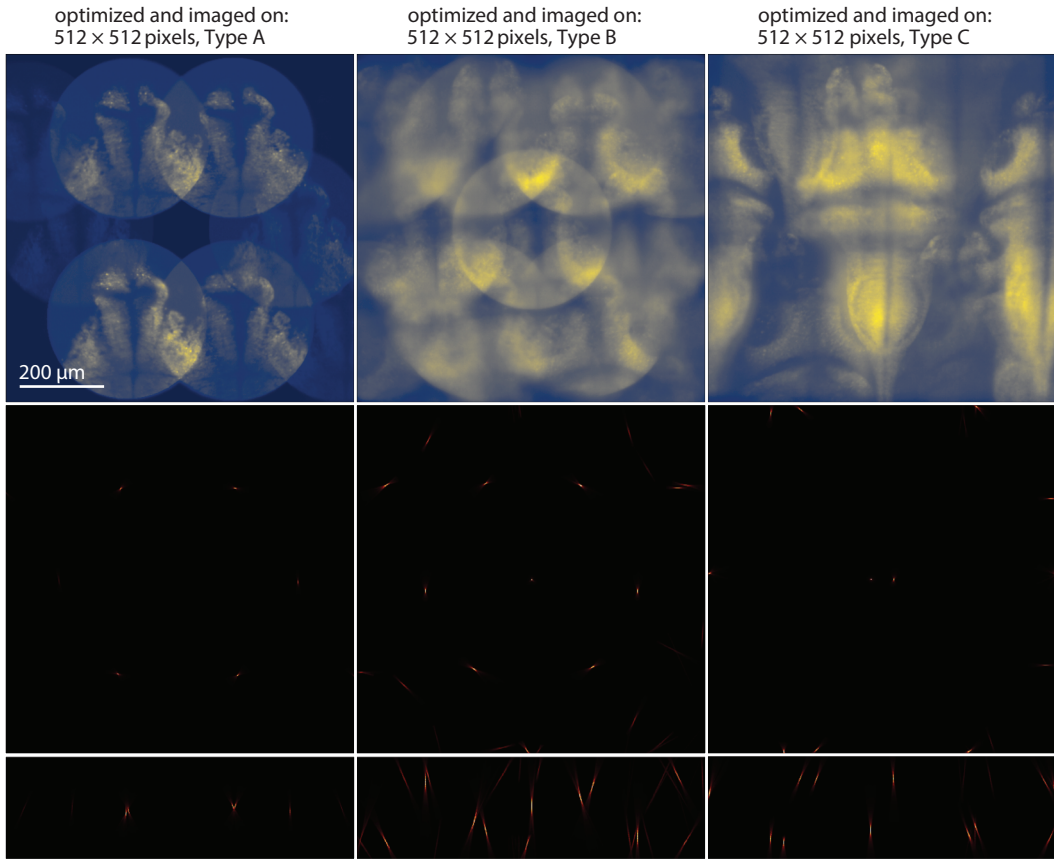 optimized and imaged on:
512 × 512 pixels, Type A
optimized and imaged on:
512 × 512 pixels, Type B
optimized and imaged on:
512 × 512 pixels, Type C
200 μm